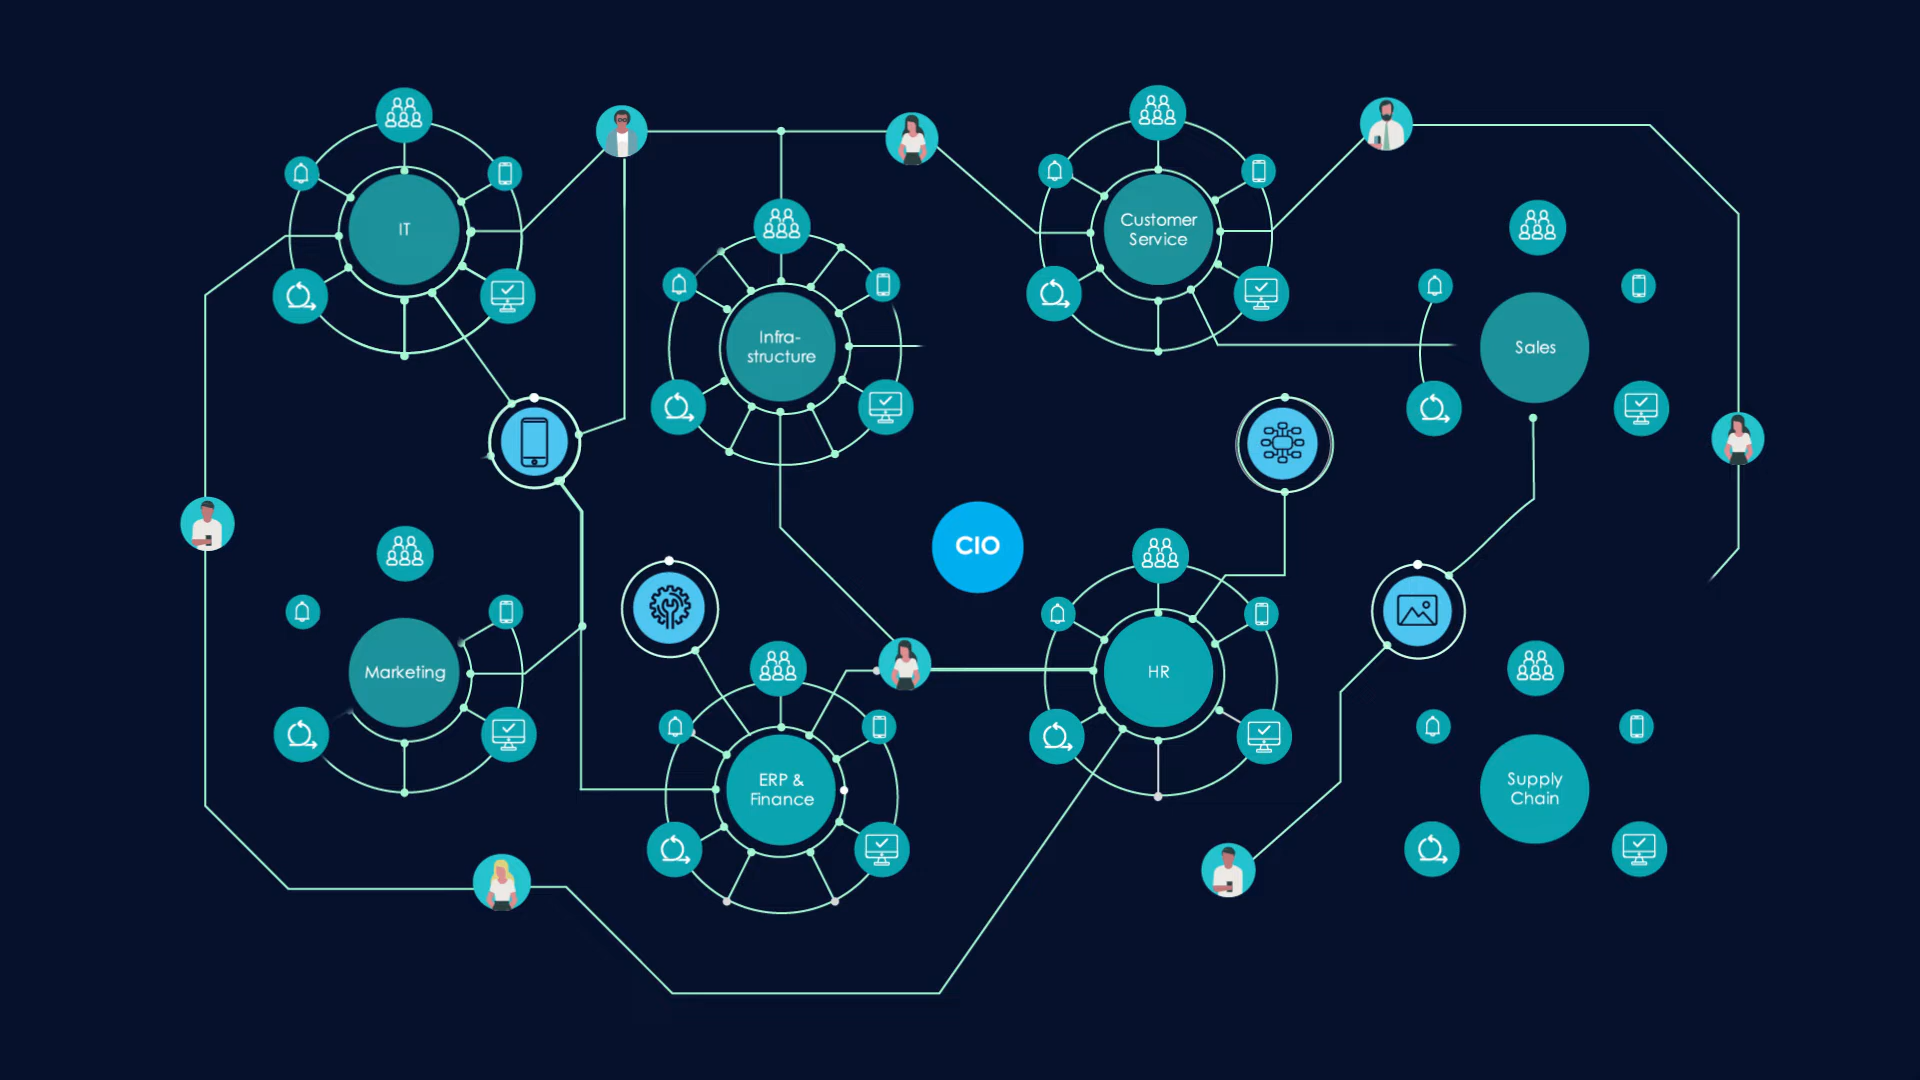 IT
Customer
Service
Infra-
structure
Sales
CIO
Marketing
HR
ERP &
Finance
Supply
Chain